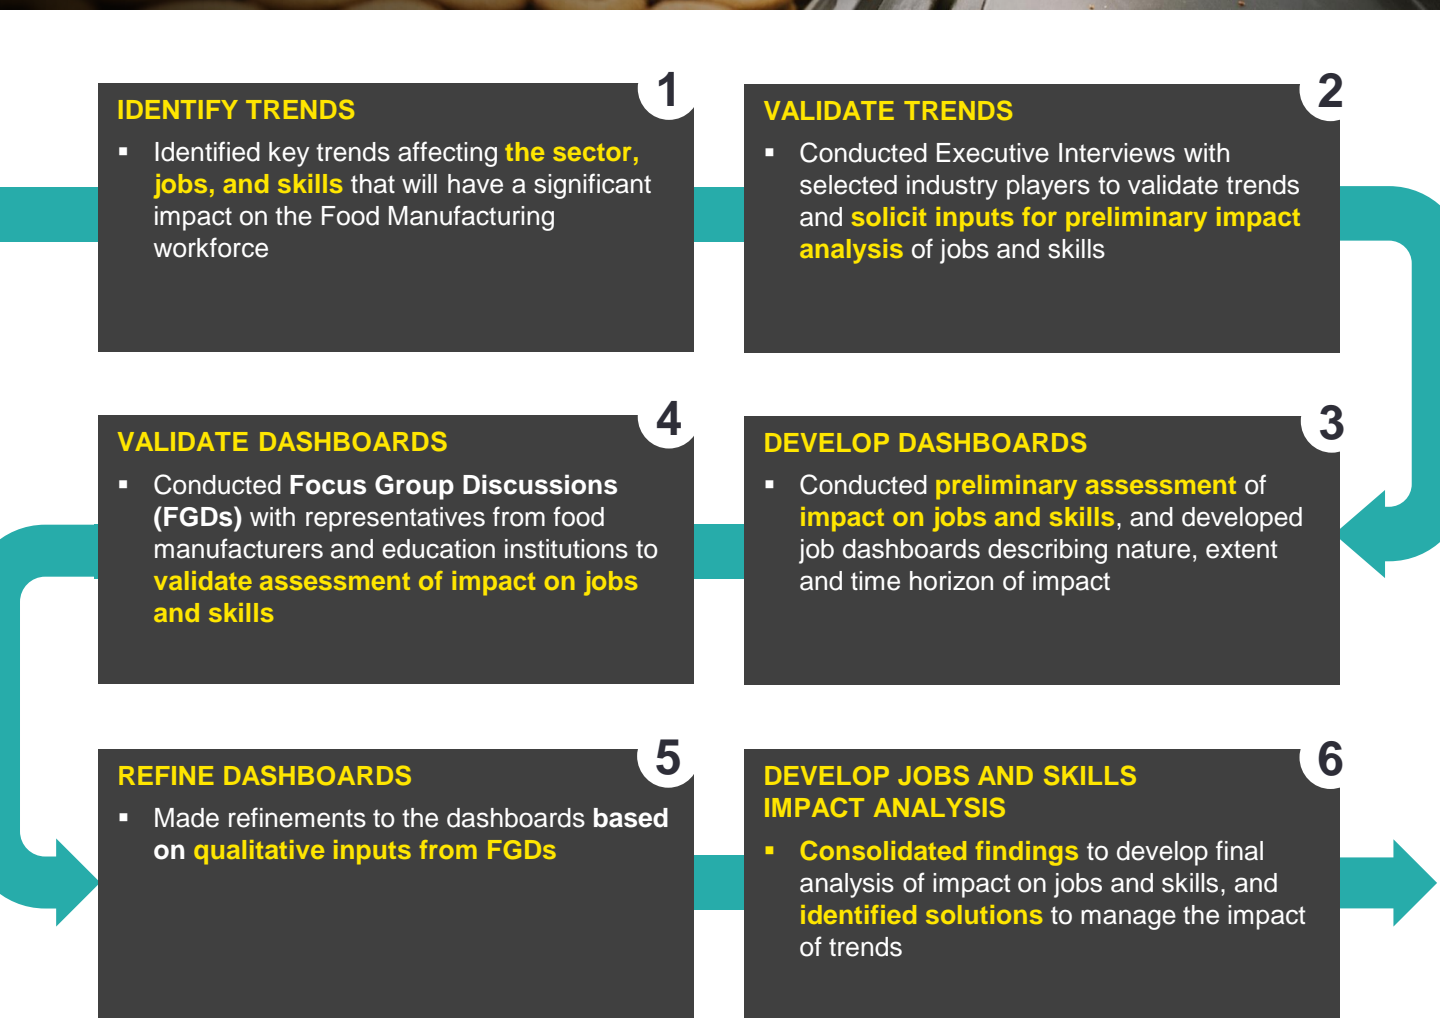 1
IDENTIFY TRENDS
▪ Identified key trends affecting the sector,
jobs, and skills that will have a significant
impact on the Food Manufacturing
workforce
2
VALIDATE TRENDS
▪ Conducted Executive Interviews with
selected industry players to validate trends
and solicit inputs for preliminary impact
analysis of jobs and skills
3
DEVELOP DASHBOARDS
▪ Conducted preliminary assessment of
impact on jobs and skills, and developed
job dashboards describing nature, extent
and time horizon of impact
4
VALIDATE DASHBOARDS
▪ Conducted Focus Group Discussions
(FGDs) with representatives from food
manufacturers and education institutions to
validate assessment of impact on jobs
and skills
5
REFINE DASHBOARDS
▪ Made refinements to the dashboards based
on qualitative inputs from FGDs
6
DEVELOP JOBS AND SKILLS
IMPACT ANALYSIS
▪ Consolidated findings to develop final
analysis of impact on jobs and skills, and
identified solutions to manage the impact
of trends